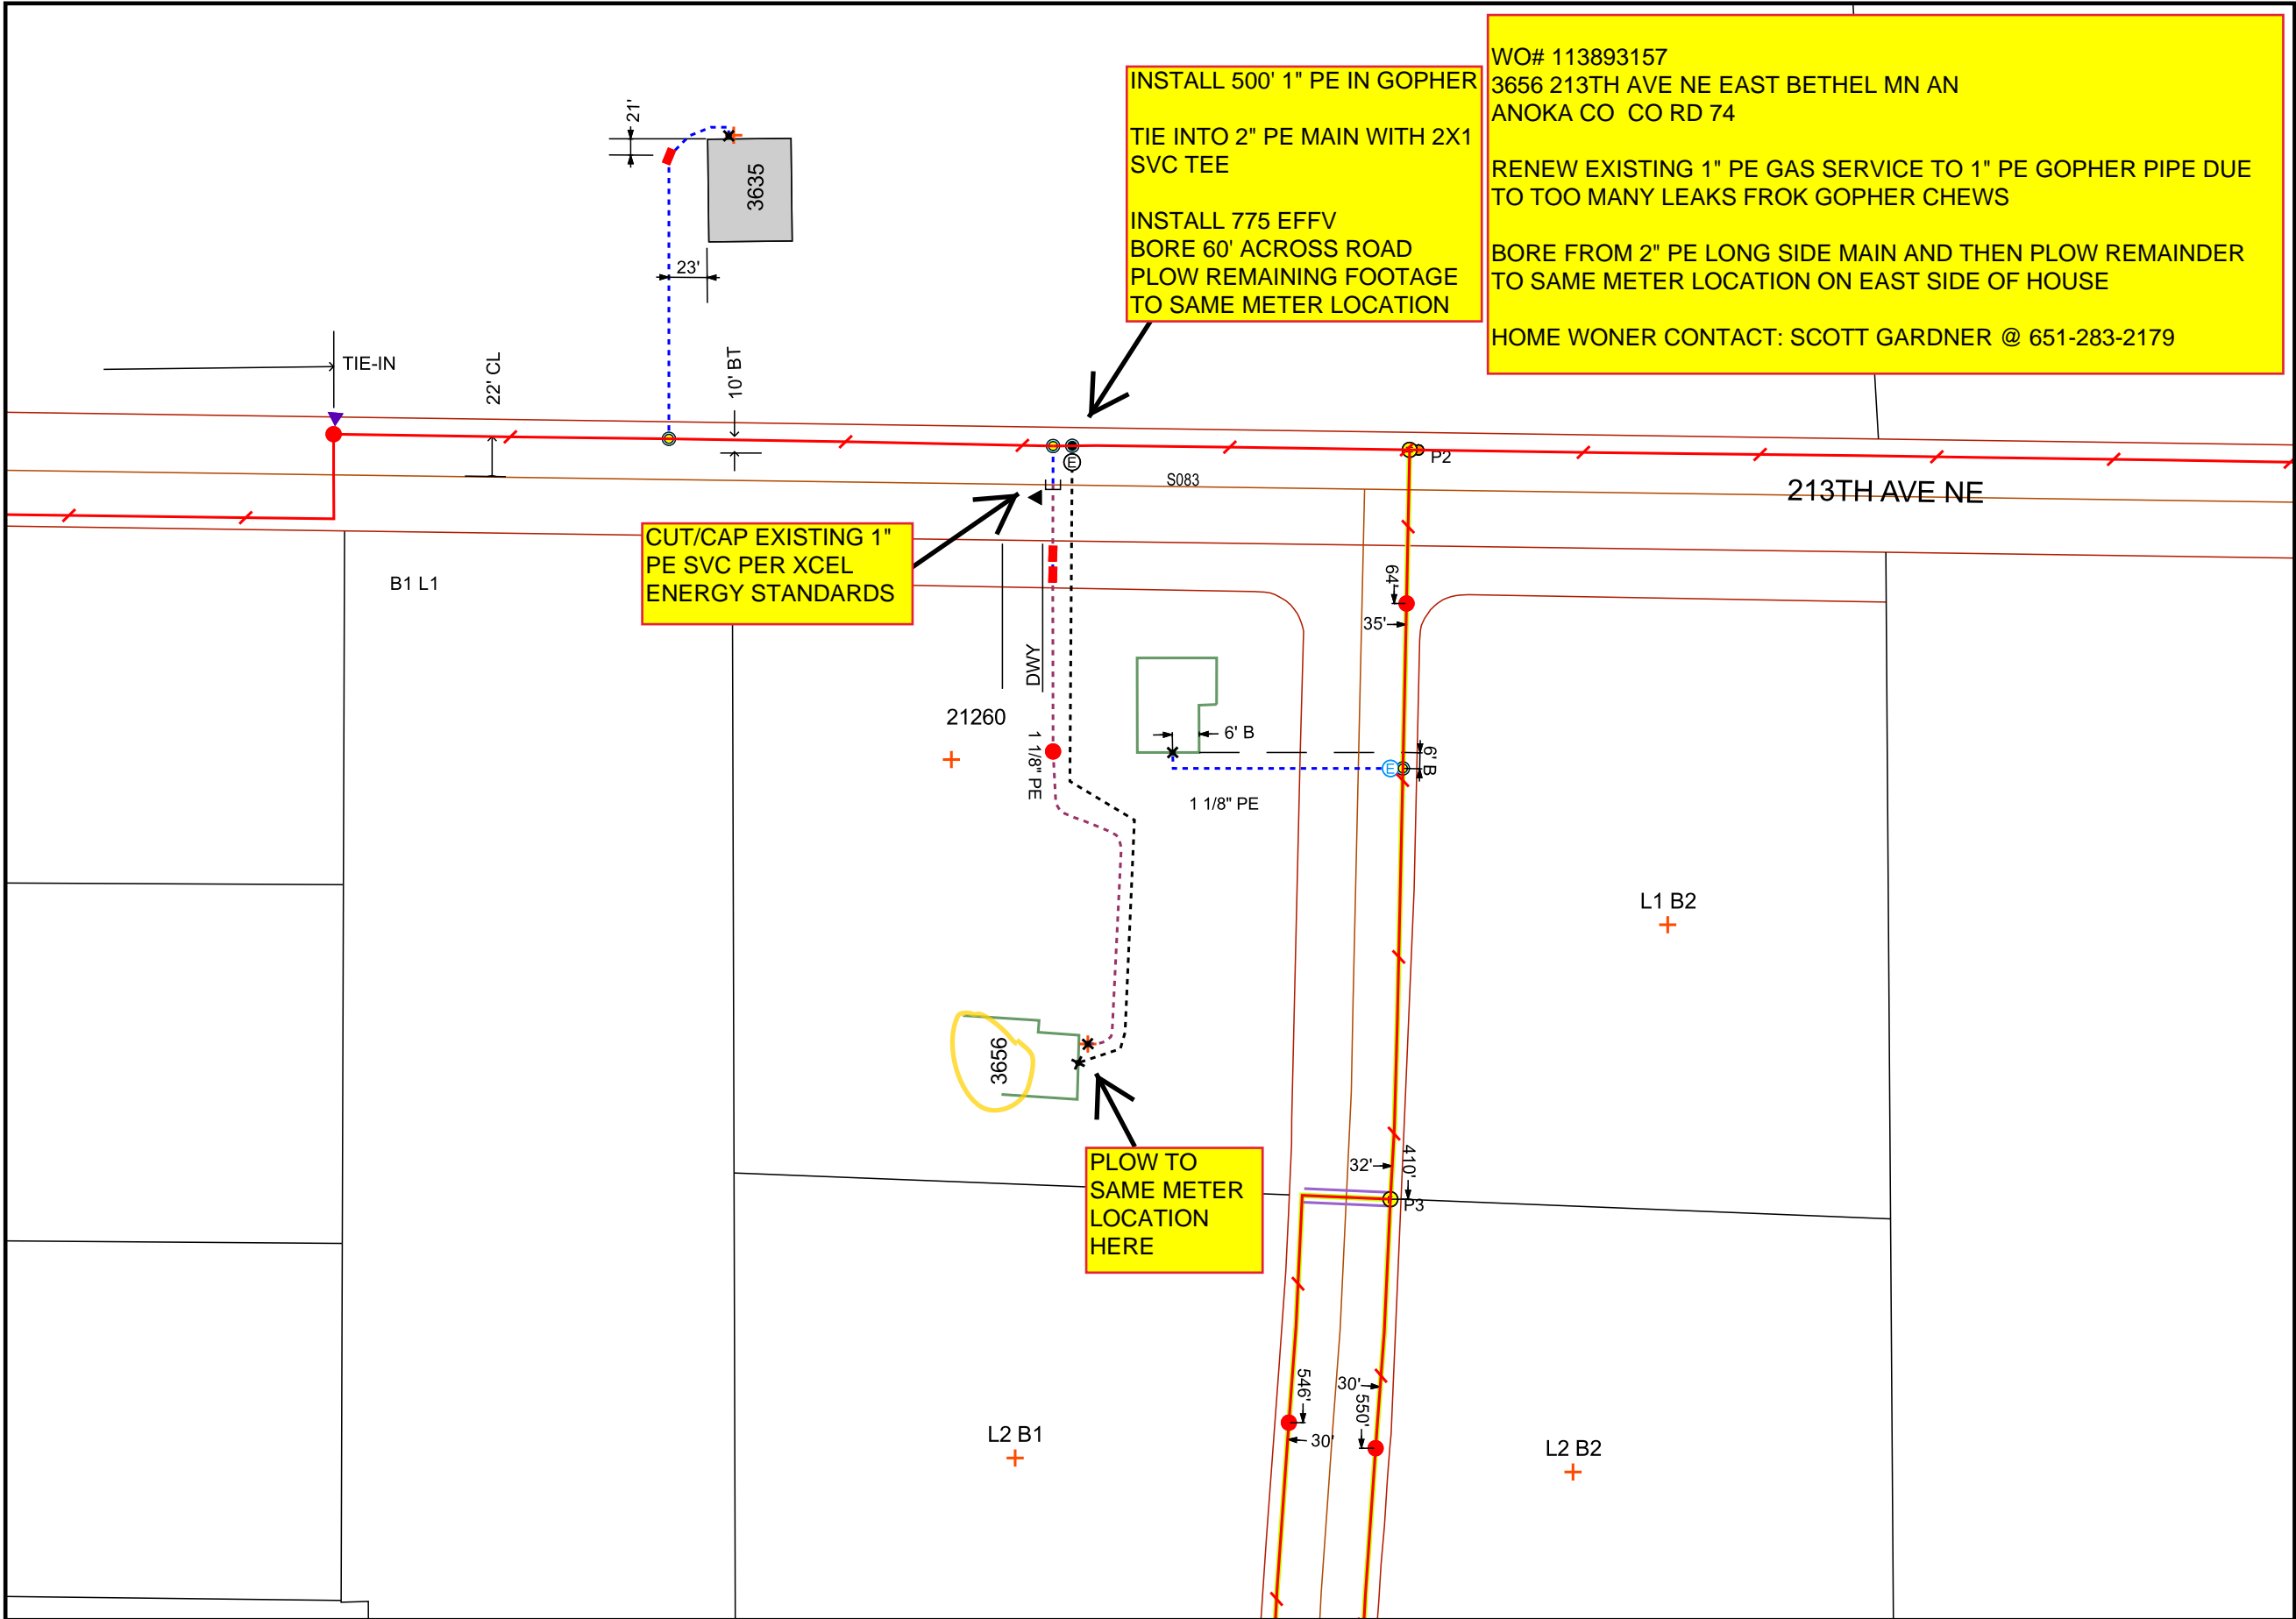 WO# 113893157
3656 213TH AVE NE EAST BETHEL MN AN
ANOKA CO  CO RD 74
RENEW EXISTING 1" PE GAS SERVICE TO 1" PE GOPHER PIPE DUE
TO TOO MANY LEAKS FROK GOPHER CHEWS
BORE FROM 2" PE LONG SIDE MAIN AND THEN PLOW REMAINDER
TO SAME METER LOCATION ON EAST SIDE OF HOUSE
HOME WONER CONTACT: SCOTT GARDNER @ 651-283-2179
INSTALL 500' 1" PE IN GOPHER
TIE INTO 2" PE MAIN WITH 2X1
SVC TEE
INSTALL 775 EFFV
BORE 60' ACROSS ROAD
PLOW REMAINING FOOTAGE
TO SAME METER LOCATION
21'
3635
23'
TIE-IN
22' CL
10' BT
E
P2
S083
213TH AVE NE
CUT/CAP EXISTING 1"
PE SVC PER XCEL
ENERGY STANDARDS
B1 L1
64'
35'
DWY
21260
1 1/8" PE
6' B
6' B
E
1 1/8" PE
L1 B2
3656
PLOW TO
SAME METER
LOCATION
HERE
32'
410'
P3
546'
30'
550'
30'
L2 B1
L2 B2